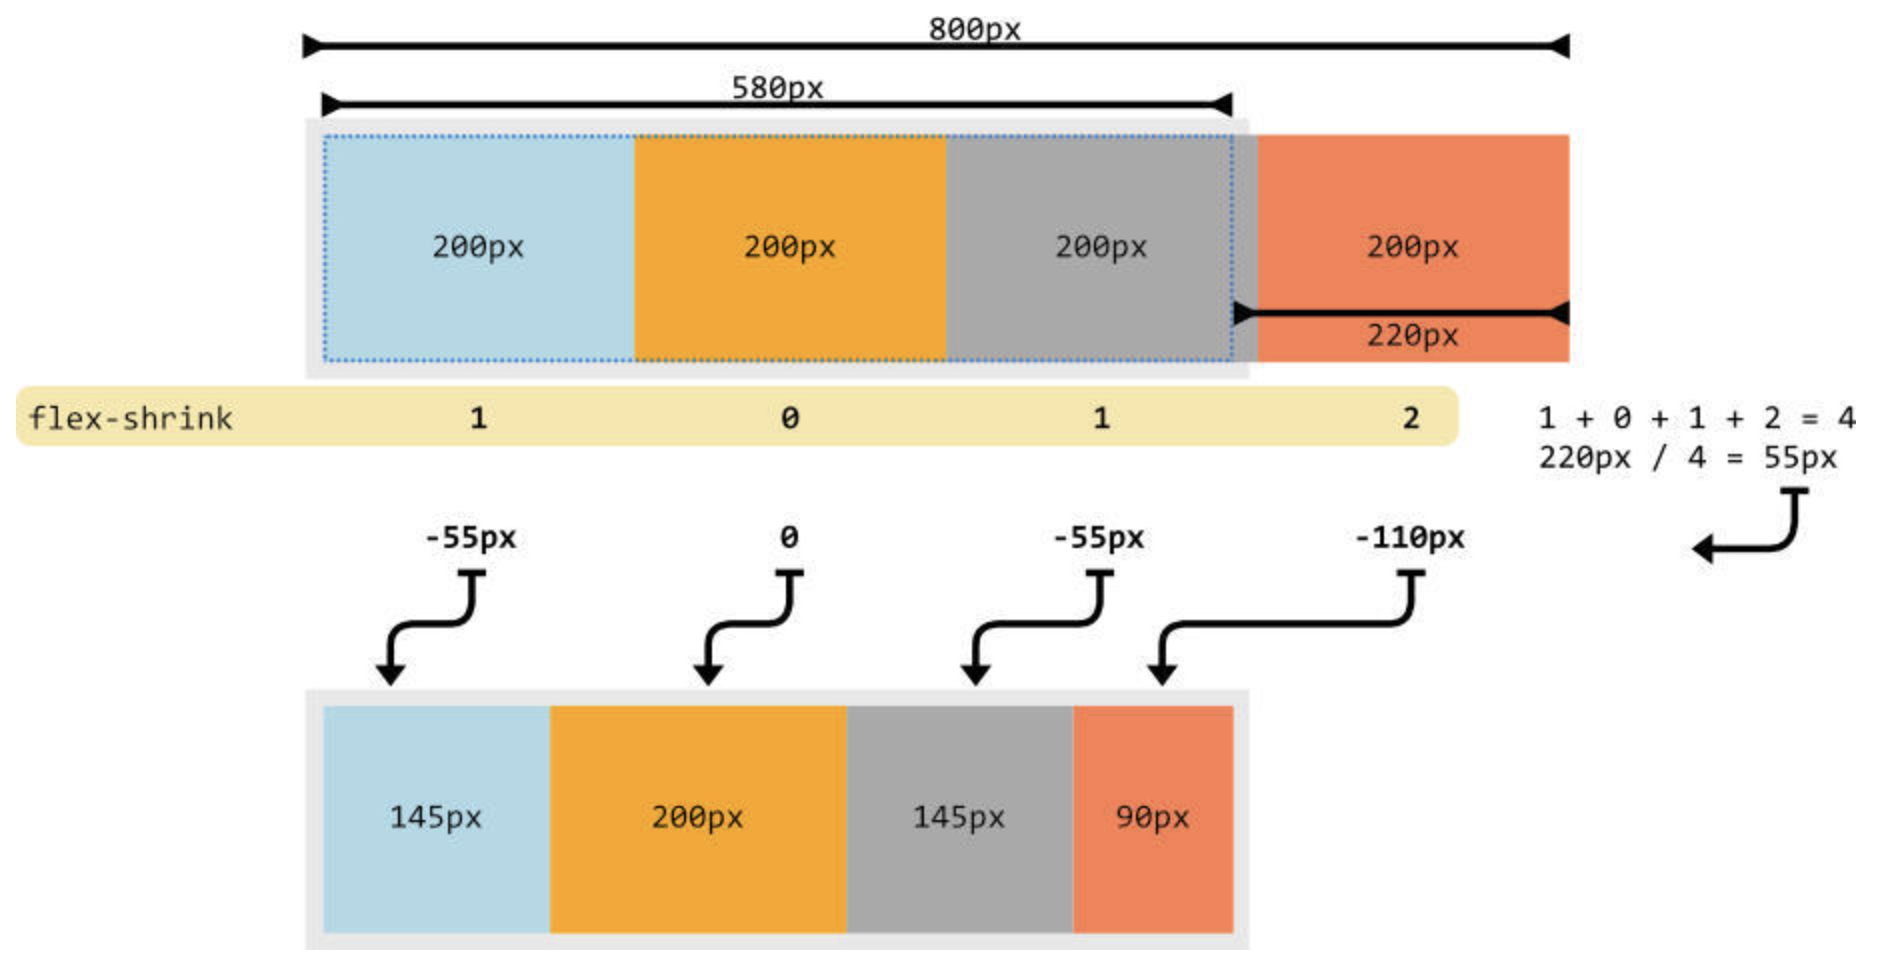 800px
580px
200px 200px 200px 200px
220px
flex-shrink 1 0 1 2
1 + 0 + 1 + 2 = 4
220px / 4 = 55px
-55px 0 -55px -110px
145px 200px 145px 90px